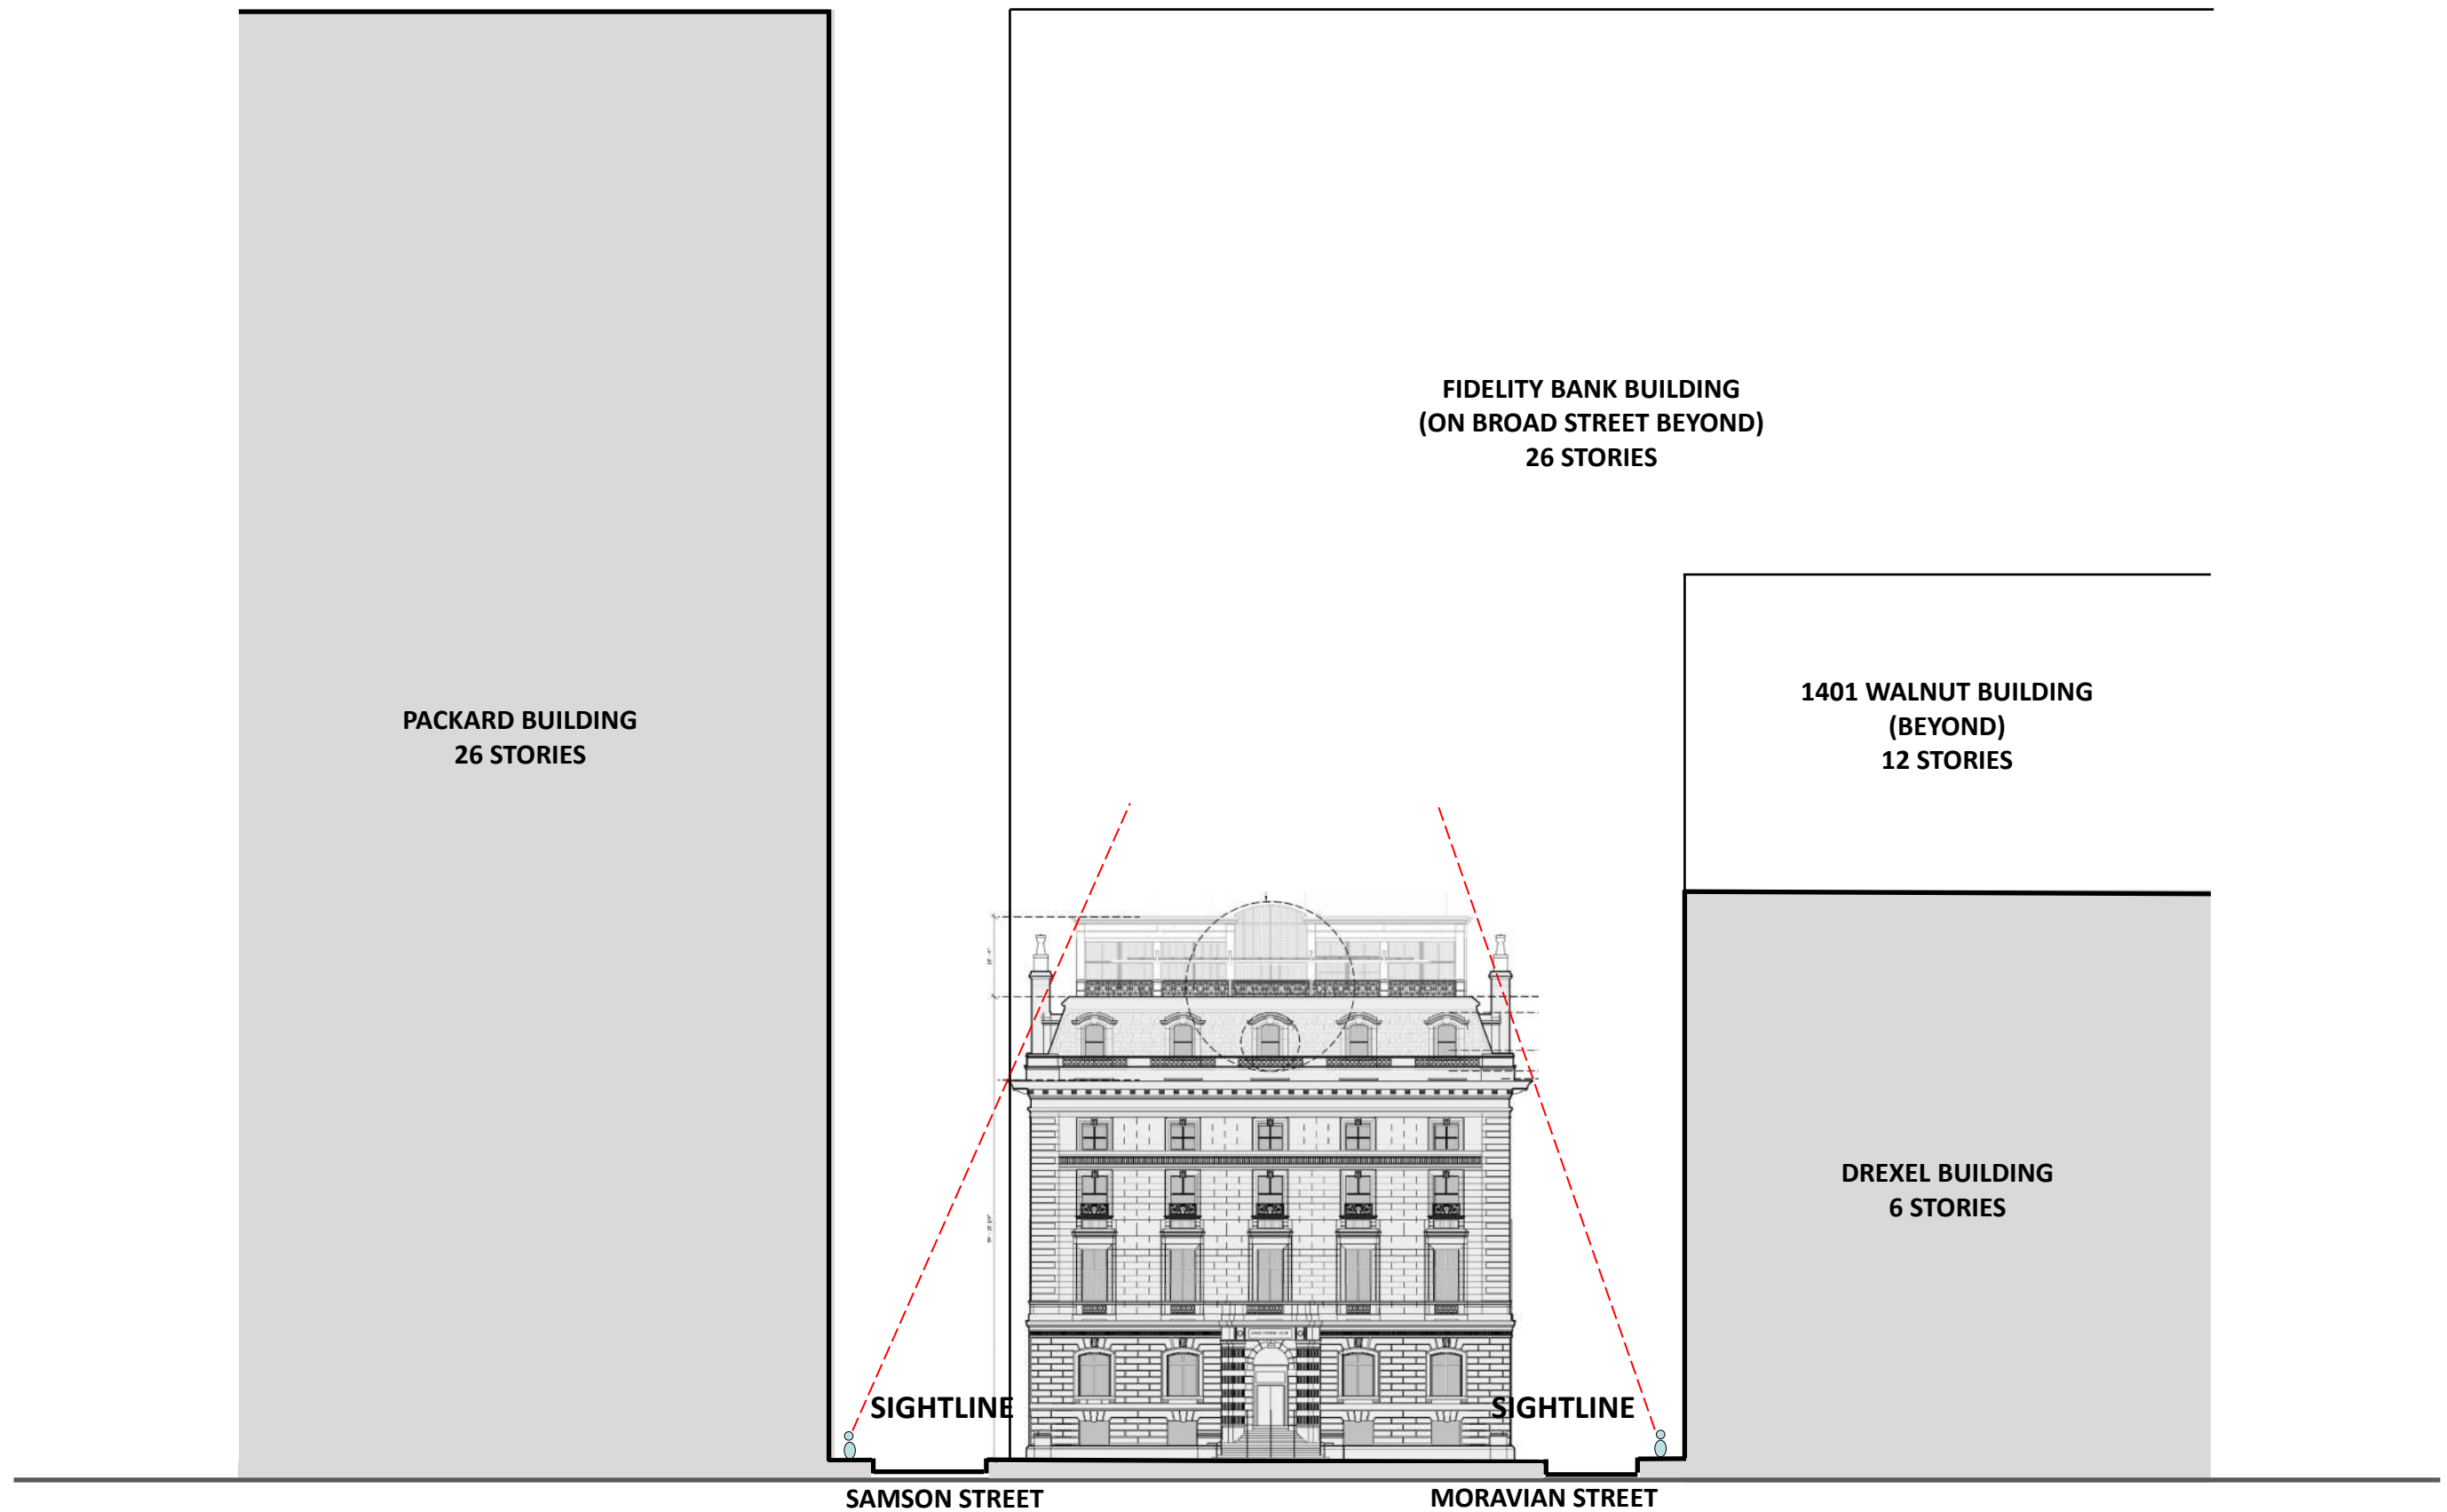 FIDELITY BANK BUILDING
(ON BROAD STREET BEYOND)
26 STORIES
1401 WALNUT BUILDING
(BEYOND)
12 STORIES
PACKARD BUILDING
26 STORIES
DREXEL BUILDING
6 STORIES
SIGHTLINE
SIGHTLINE
SAMSON STREET
MORAVIAN STREET